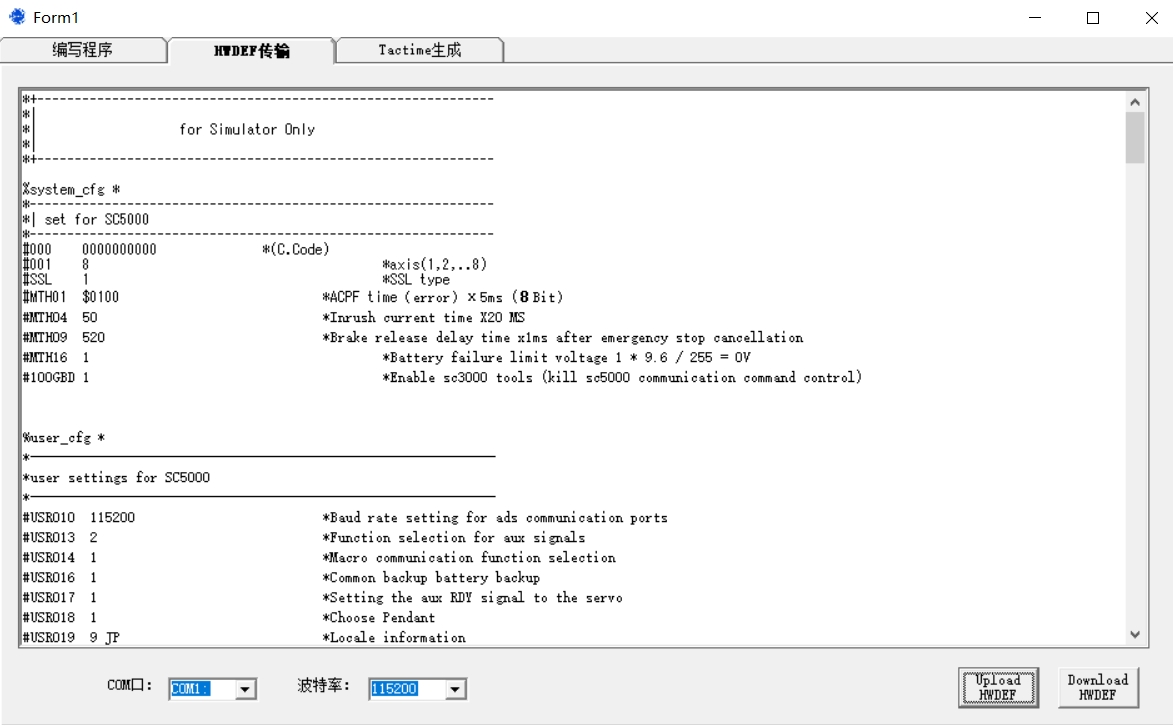 Form1
编写程序 HWDEF传输 Tactime生成
*+-------------------------------------------------------------
*|
*| for Simulator Only
*|
*+-------------------------------------------------------------
%system_cfg *
*--------------------------------------------------------------
*| set for SC5000
*--------------------------------------------------------------
#000 0000000000 *(C.Code)
#001 8 *axis(1,2,..8)
#SSL 1 *SSL type
#MTH01 $0100 *ACPF time (error) ×5ms (8Bit)
#MTH04 50 *Inrush current time X20 MS
#MTH09 520 *Brake release delay time x1ms after emergency stop cancellation
#MTH16 1 *Battery failure limit voltage 1 * 9.6 / 255 = 0V
#100GBD 1 *Enable sc3000 tools (kill sc5000 communication command control)
%user_cfg *
*───────────────────────────────
*user settings for SC5000
*───────────────────────────────
#USR010 115200 *Baud rate setting for ads communication ports
#USR013 2 *Function selection for aux signals
#USR014 1 *Macro communication function selection
#USR016 1 *Common backup battery backup
#USR017 1 *Setting the aux RDY signal to the servo
#USR018 1 *Choose Pendant
#USR019 9 JP *Locale information
COM口: COM1: 波特率: 115200
Upload HWDEF
Download HWDEF